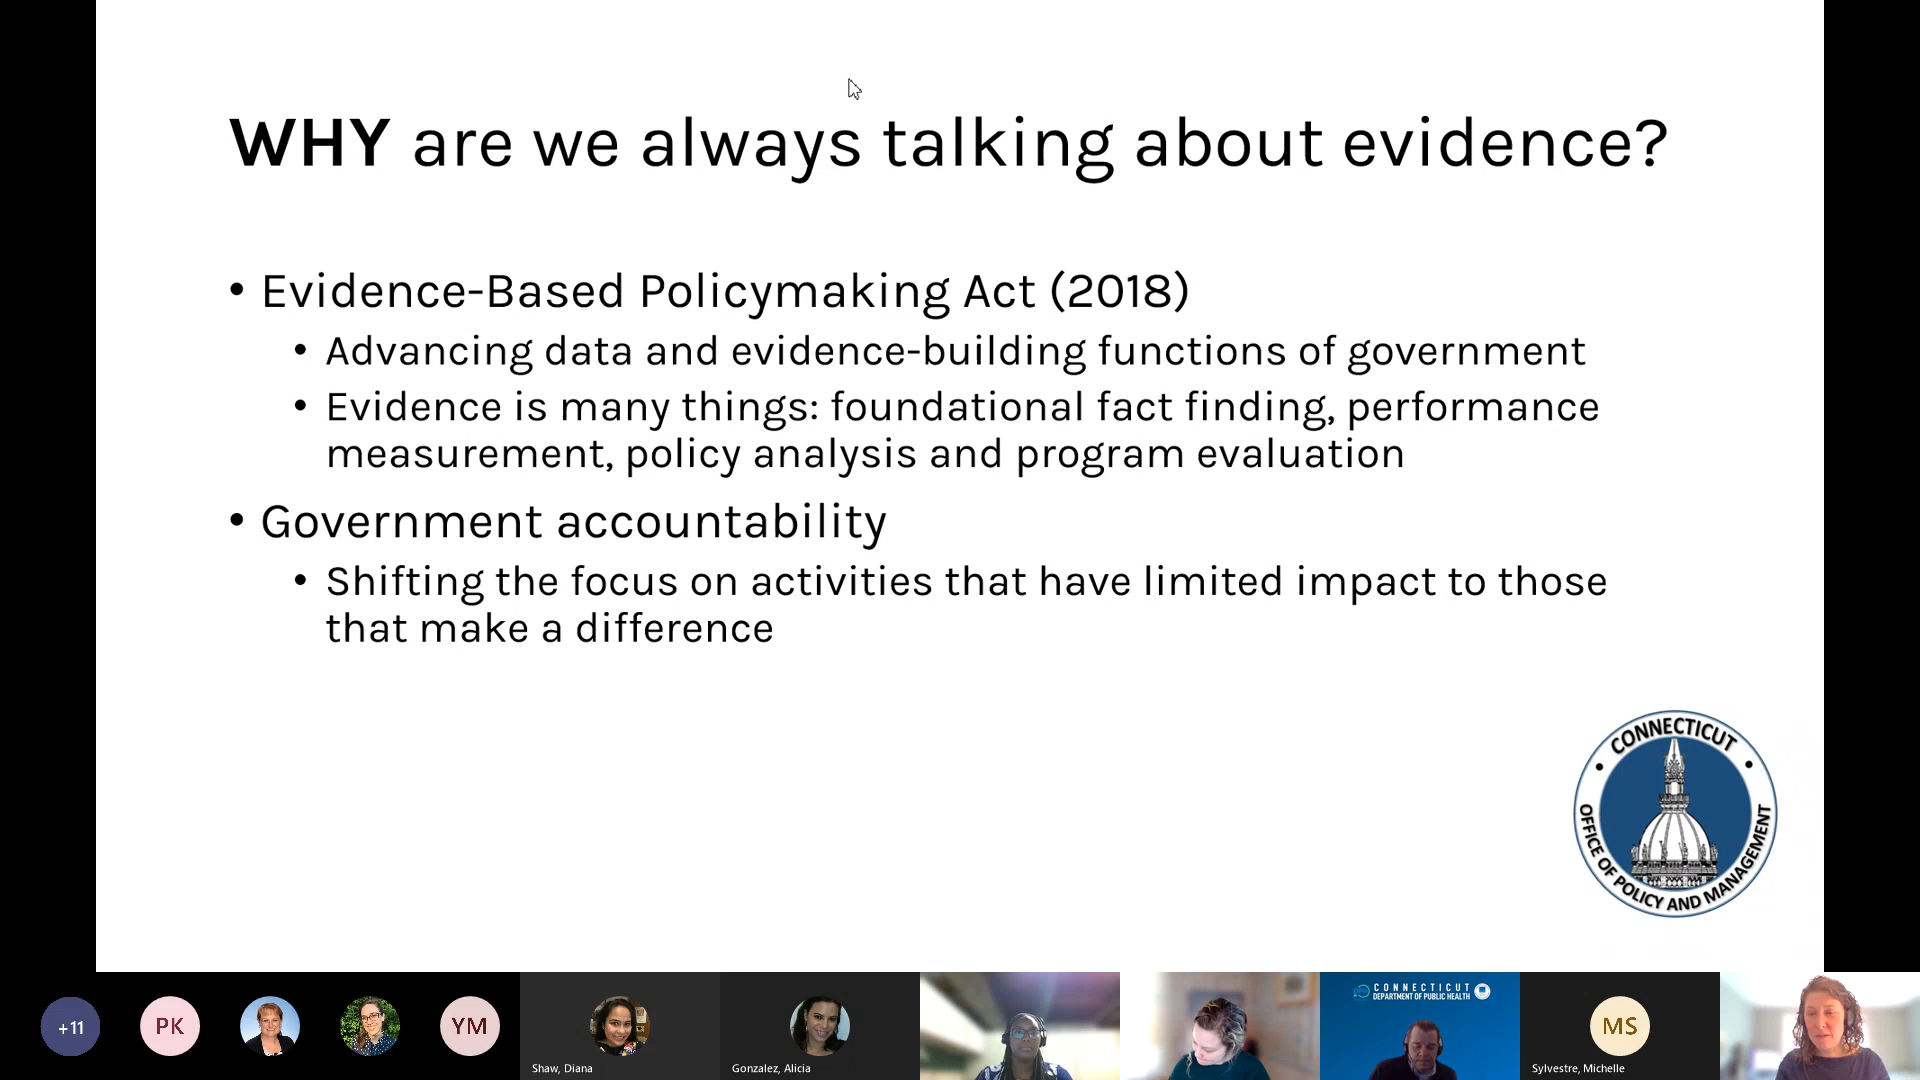 WHY are we always talking about evidence?
• Evidence-Based Policymaking Act (2018)
• Advancing data and evidence-building functions of government
• Evidence is many things: foundational fact finding, performance
measurement, policy analysis and program evaluation
• Government accountability
• Shifting the focus on activities that have limited impact to those
that make a difference
CONNECTICUT
OFFICE OF POLICY AND MANAGEMENT
+11
PK
YM
Shaw, Diana
Gonzalez, Alicia
CONNECTICUT
DEPARTMENT OF PUBLIC HEALTH
MS
Sylvestre, Michelle